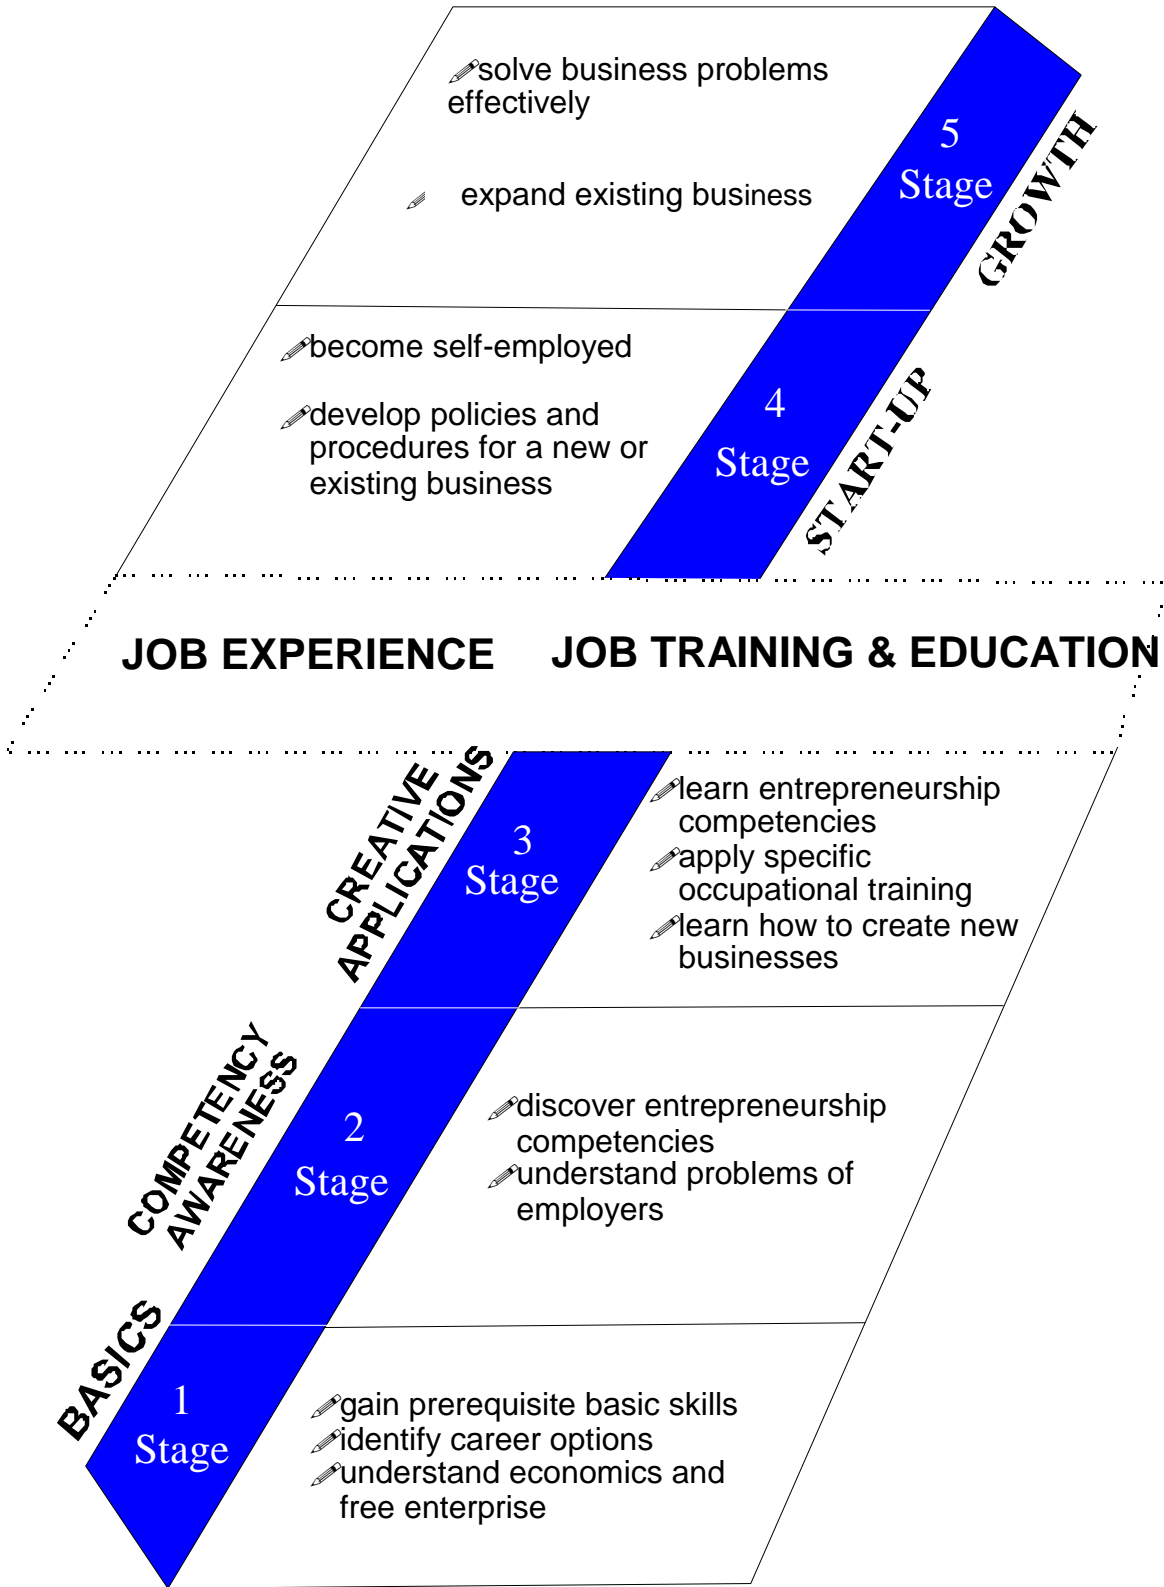 solve business problems
effectively
expand existing business
5
Stage
GROWTH
become self-employed
develop policies and
procedures for a new or
existing business
4
Stage
START-UP
JOB EXPERIENCE
JOB TRAINING & EDUCATION
CREATIVE
APPLICATIONS
3
Stage
learn entrepreneurship
competencies
apply specific
occupational training
learn how to create new
businesses
COMPETENCY
AWARENESS
2
Stage
discover entrepreneurship
competencies
understand problems of
employers
BASICS
1
Stage
gain prerequisite basic skills
identify career options
understand economics and
free enterprise